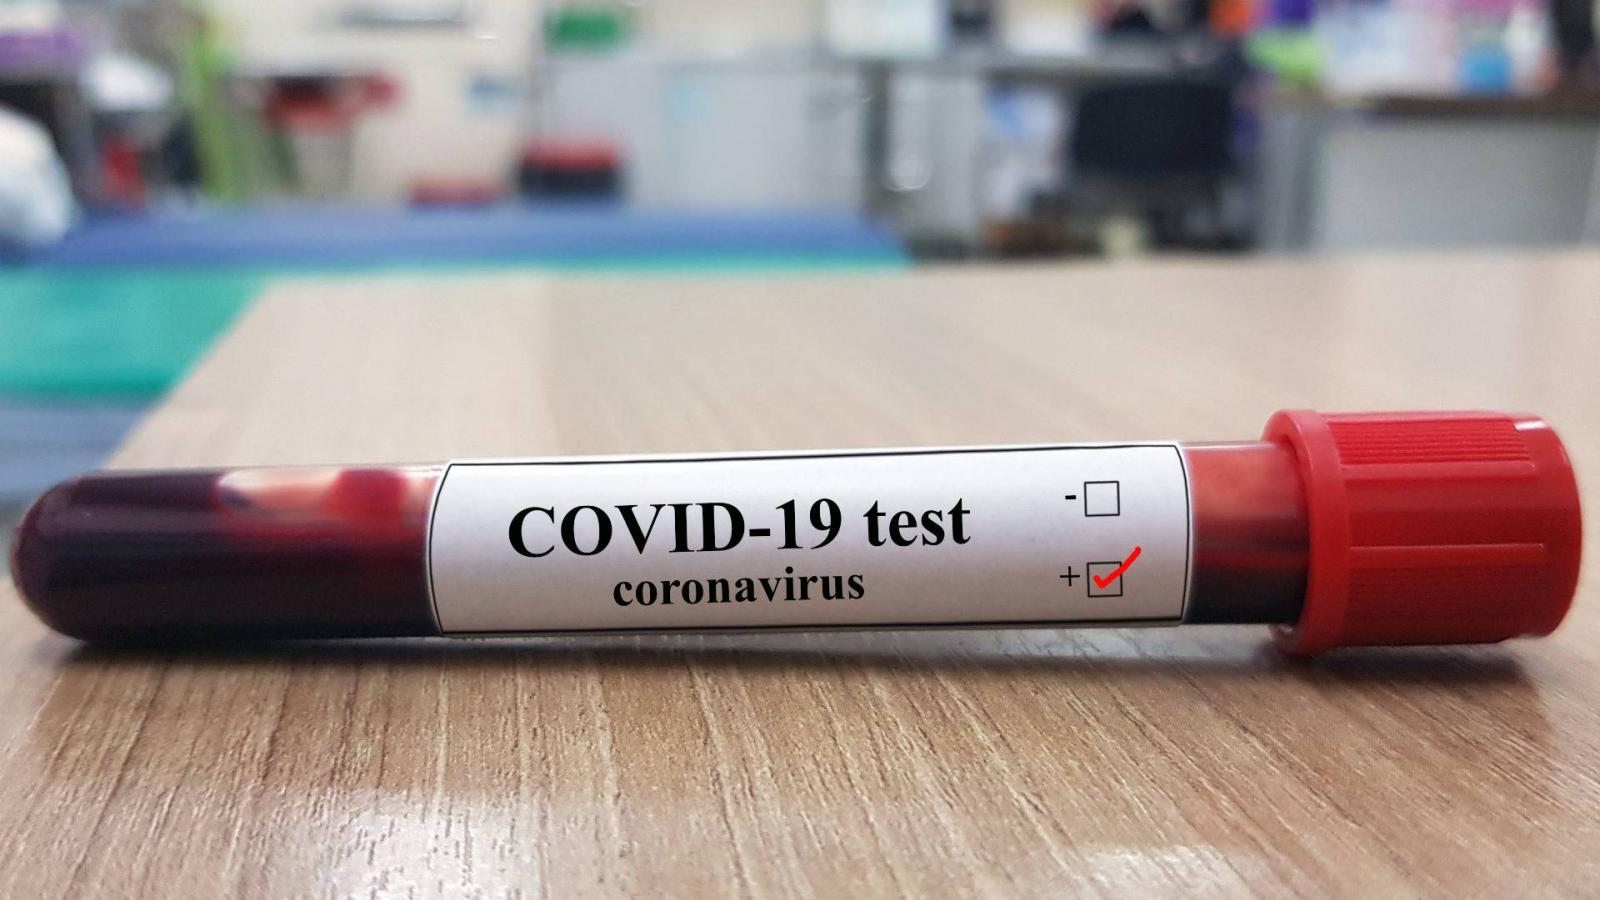 COVID-19 test
coronavirus
-
+